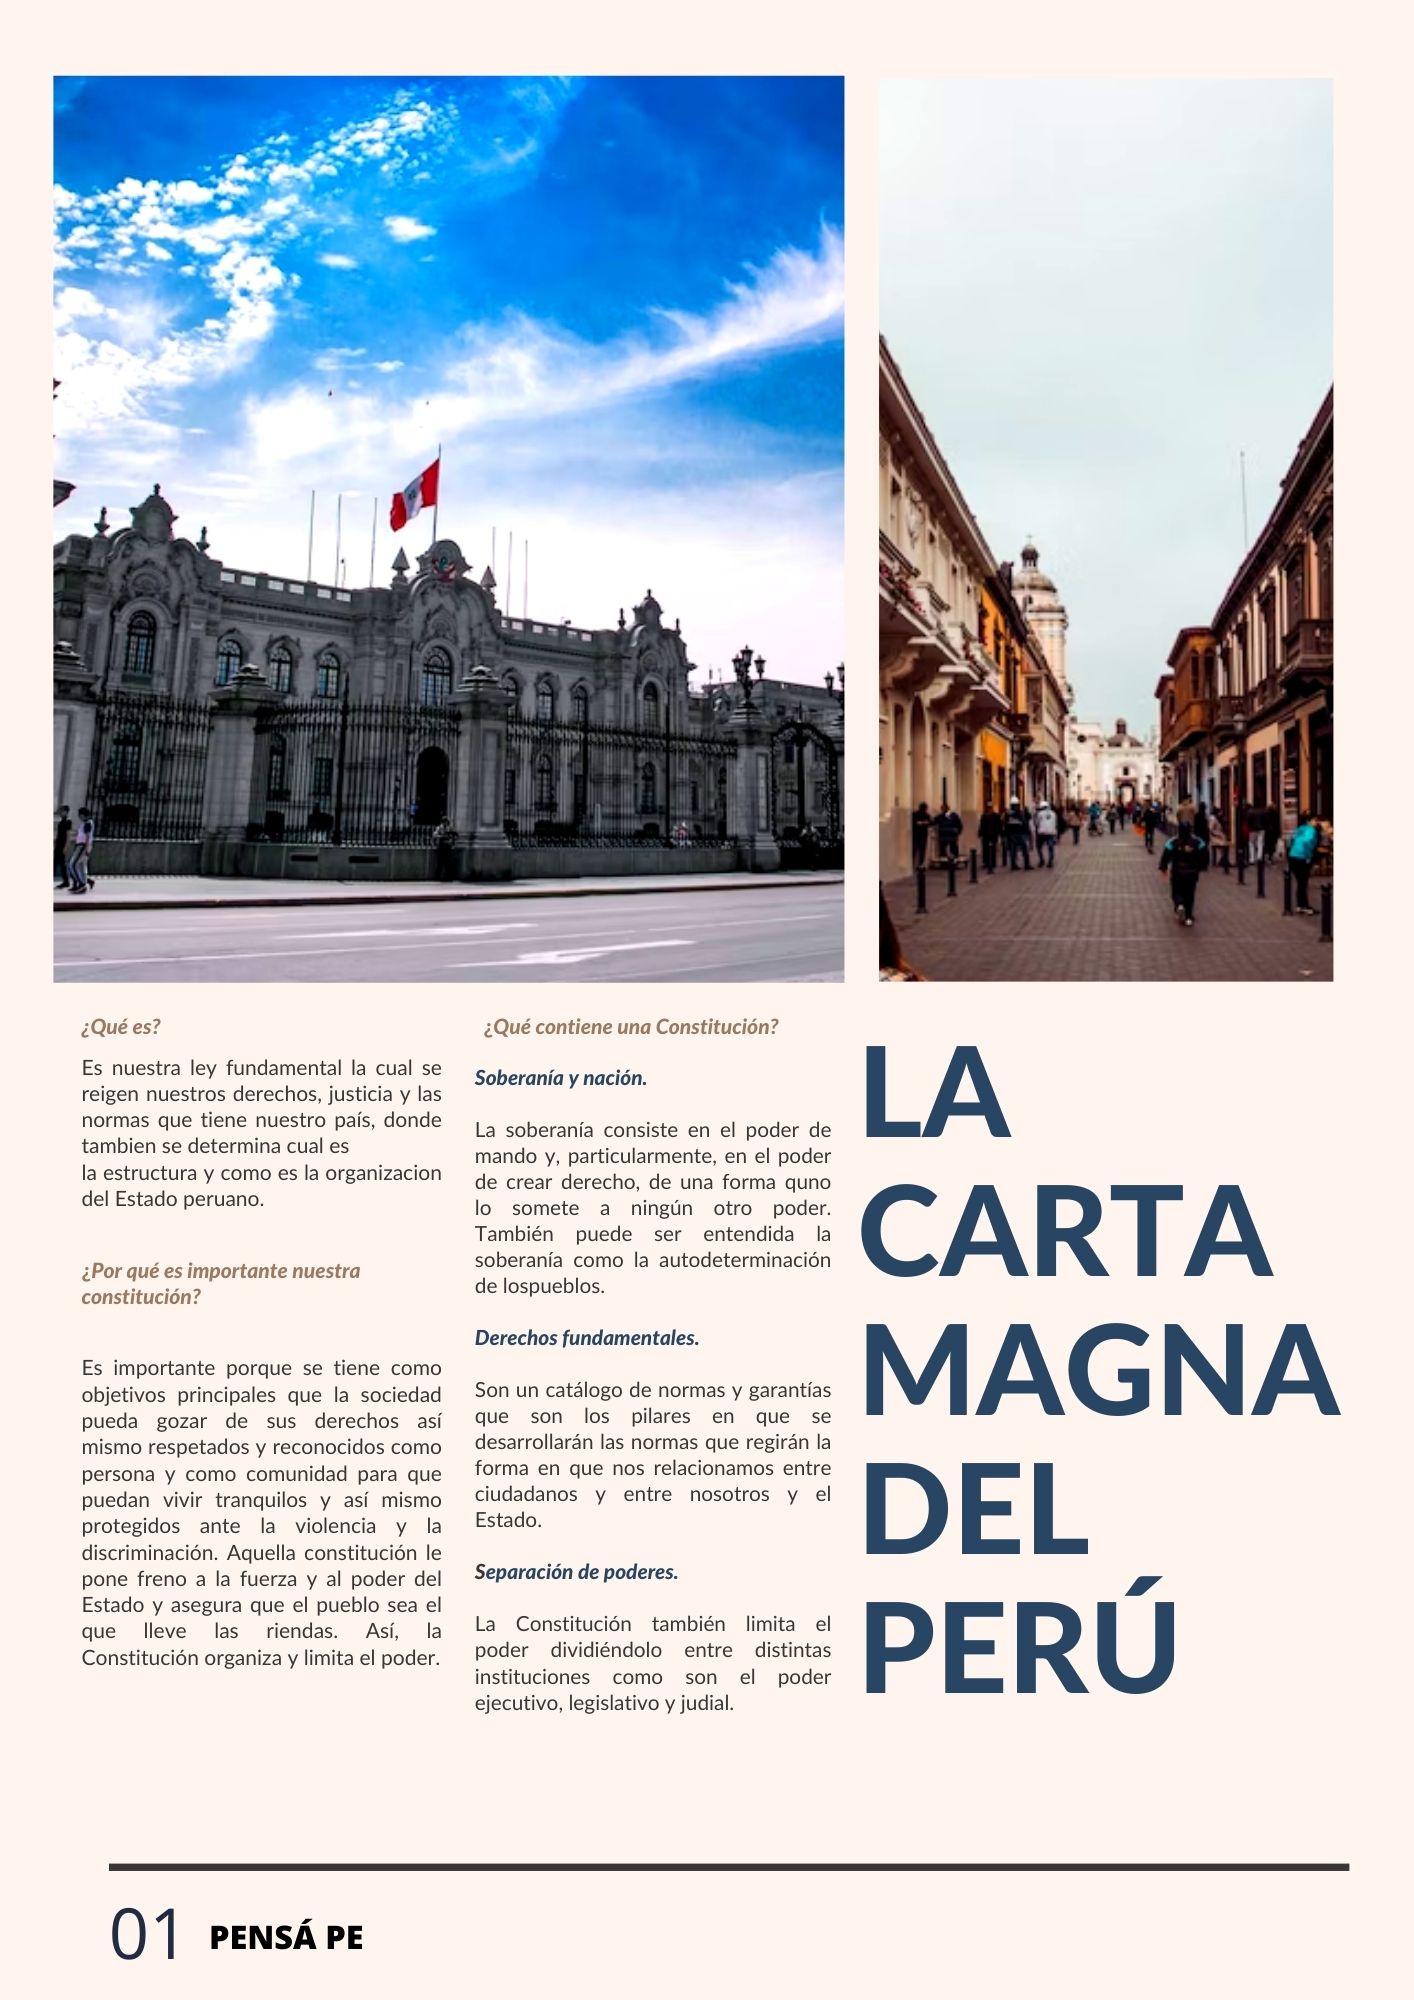 ¿Qué es?
Es nuestra ley fundamental la cual se
reigen nuestros derechos, justicia y las
normas que tiene nuestro país, donde
tambien se determina cual es
la estructura y como es la organizacion
del Estado peruano.
¿Por qué es importante nuestra
constitución?
Es importante porque se tiene como
objetivos principales que la sociedad
pueda gozar de sus derechos así
mismo respetados y reconocidos como
persona y como comunidad para que
puedan vivir tranquilos y así mismo
protegidos ante la violencia y la
discriminación. Aquella constitución le
pone freno a la fuerza y al poder del
Estado y asegura que el pueblo sea el
que lleve las riendas. Así, la
Constitución organiza y limita el poder.
¿Qué contiene una Constitución?
Soberanía y nación.
La soberanía consiste en el poder de
mando y, particularmente, en el poder
de crear derecho, de una forma quno
lo somete a ningún otro poder.
También puede ser entendida la
soberanía como la autodeterminación
de lospueblos.
Derechos fundamentales.
Son un catálogo de normas y garantías
que son los pilares en que se
desarrollarán las normas que regirán la
forma en que nos relacionamos entre
ciudadanos y entre nosotros y el
Estado.
Separación de poderes.
La Constitución también limita el
poder dividiéndolo entre distintas
instituciones como son el poder
ejecutivo, legislativo y judial.
LA
CARTA
MAGNA
DEL
PERÚ
01 PENSÁ PE